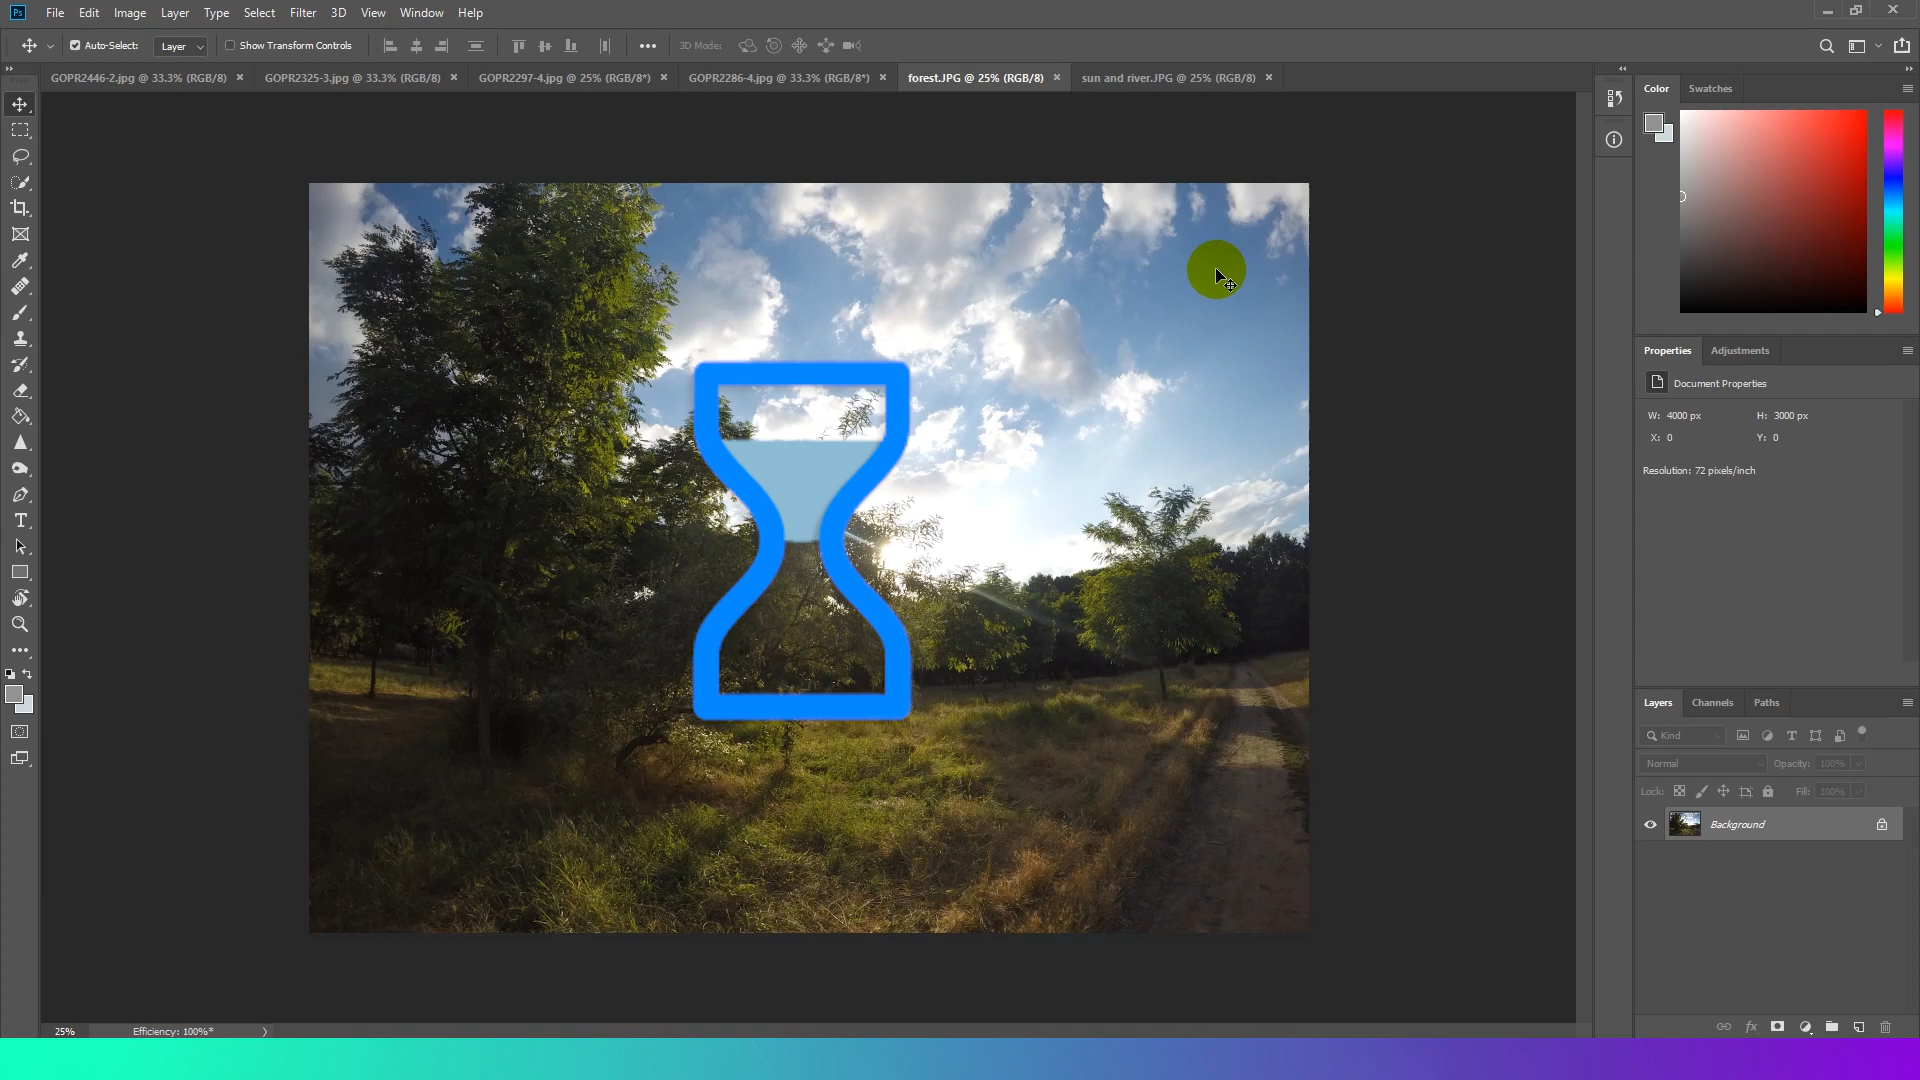 Ps File Edit Image Layer Type Select Filter 3D View Window Help
Auto-Select: Layer Show Transform Controls 3D Mode:
GOPR2446-2.jpg @ 33.3% (RGB/8) GOPR2325-3.jpg @ 33.3% (RGB/8) GOPR2297-4.jpg @ 25% (RGB/8*) GOPR2286-4.jpg @ 33.3% (RGB/8*) forest.JPG @ 25% (RGB/8) sun and river.JPG @ 25% (RGB/8)
Color Swatches
Properties Adjustments
Document Properties
W: 4000 px H: 3000 px
X: 0 Y: 0
Resolution: 72 pixels/inch
Layers Channels Paths
Kind
Normal Opacity: 100%
Lock: Fill: 100%
Background
fx
25% Efficiency: 100%*